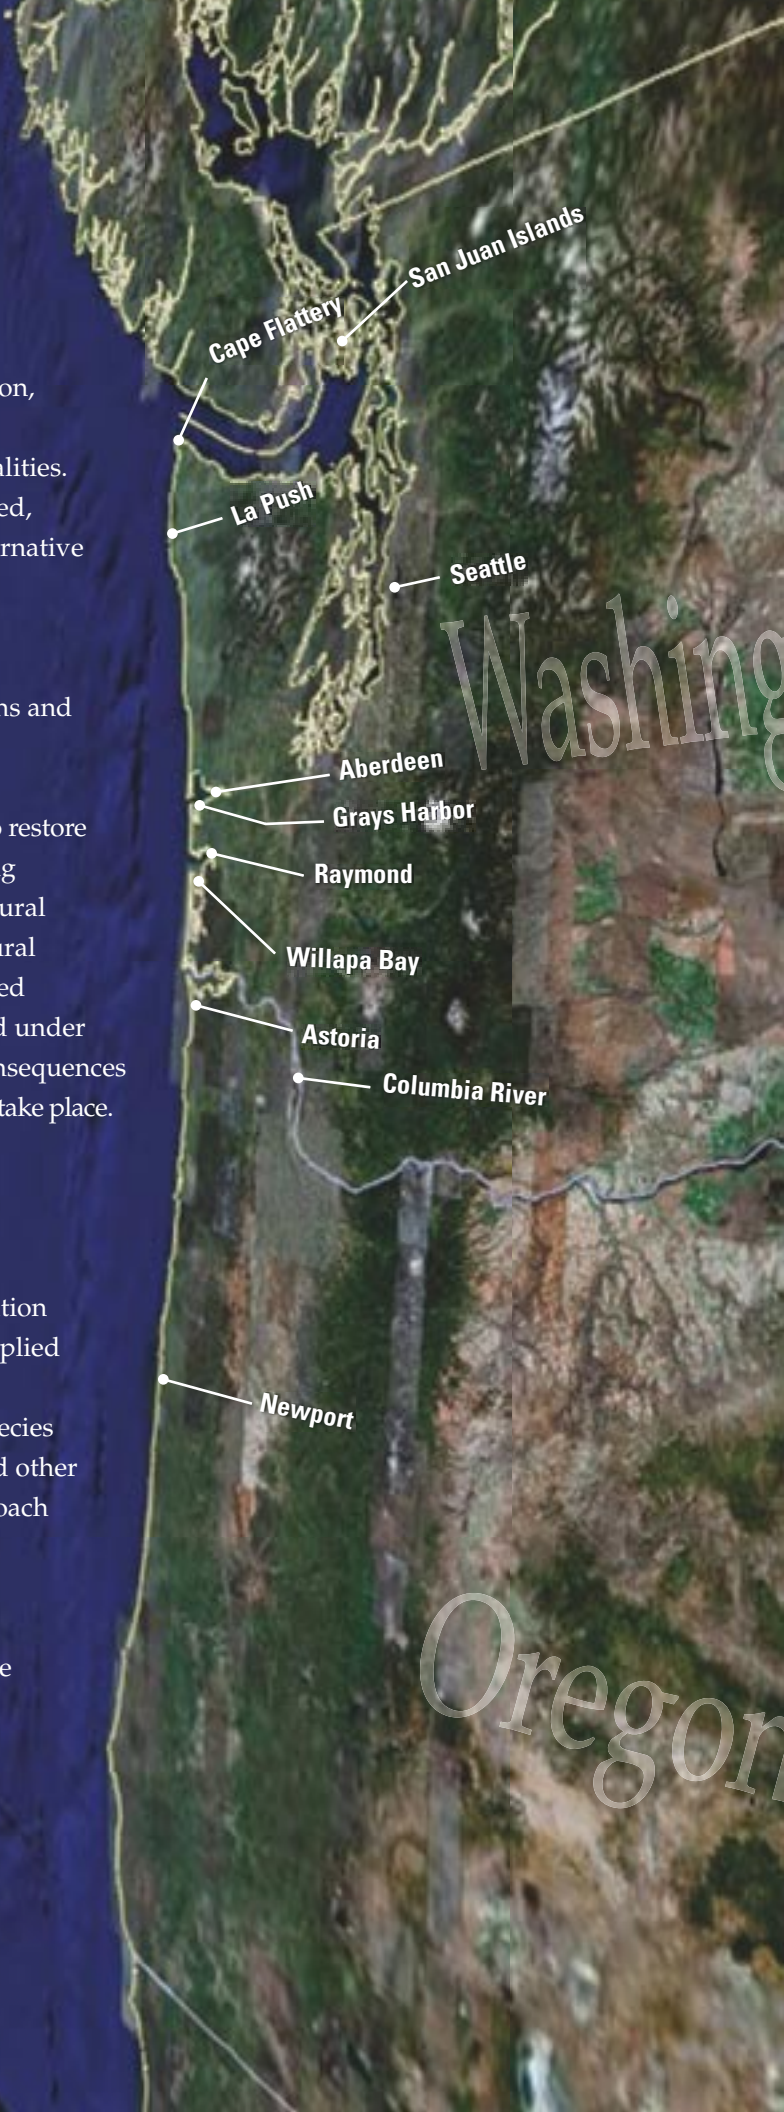 San Juan Islands
Cape Flattery
on,
lities.
La Push
ed,
rnative
Seattle
Washing
ns and
Aberdeen
Grays Harbor
restore
Raymond
g
ural
ural
Willapa Bay
ed
d under
Astoria
nsequences
Columbia River
take place.
tion
plied
Newport
ecies
d other
oach
Oregon
e